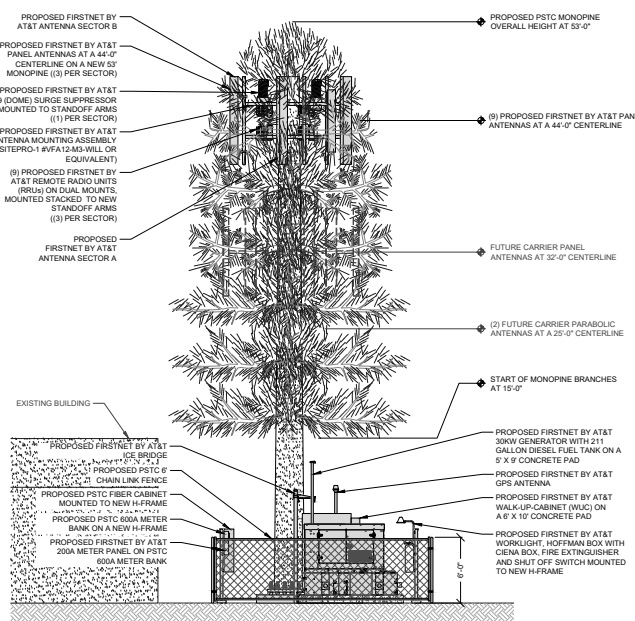 PROPOSED FIRSTNET BY
AT&T ANTENNA SECTOR B
PROPOSED FIRSTNET BY AT&T
PANEL ANTENNAS AT A 44'-0"
CENTERLINE ON A NEW 53'
MONOPINE ((3) PER SECTOR)
PROPOSED FIRSTNET BY AT&T
(DOME) SURGE SUPPRESSOR
MOUNTED TO STANDOFF ARMS
((1) PER SECTOR)
PROPOSED FIRSTNET BY AT&T
ANTENNA MOUNTING ASSEMBLY
SITEPRO-1 #VFA12-M3-WILL OR
EQUIVALENT)
(9) PROPOSED FIRSTNET BY
AT&T REMOTE RADIO UNITS
(RRUs) ON DUAL MOUNTS,
MOUNTED STACKED TO NEW
STANDOFF ARMS
((3) PER SECTOR)
PROPOSED
FIRSTNET BY AT&T
ANTENNA SECTOR A
EXISTING BUILDING
PROPOSED FIRSTNET BY AT&T
ICE BRIDGE
PROPOSED PSTC 6'
CHAIN LINK FENCE
PROPOSED PSTC FIBER CABINET
MOUNTED TO NEW H-FRAME
PROPOSED PSTC 600A METER
BANK ON A NEW H-FRAME
PROPOSED FIRSTNET BY AT&T
200A METER PANEL ON PSTC
600A METER BANK
PROPOSED PSTC MONOPINE
OVERALL HEIGHT AT 53'-0"
(9) PROPOSED FIRSTNET BY AT&T PAN
ANTENNAS AT A 44'-0" CENTERLINE
FUTURE CARRIER PANEL
ANTENNAS AT 32'-0" CENTERLINE
(2) FUTURE CARRIER PARABOLIC
ANTENNAS AT A 25'-0" CENTERLINE
START OF MONOPINE BRANCHES
AT 15'-0"
PROPOSED FIRSTNET BY AT&T
30KW GENERATOR WITH 211
GALLON DIESEL FUEL TANK ON A
5' X 9' CONCRETE PAD
PROPOSED FIRSTNET BY AT&T
GPS ANTENNA
PROPOSED FIRSTNET BY AT&T
WALK-UP-CABINET (WUC) ON
A 6' X 10' CONCRETE PAD
PROPOSED FIRSTNET BY AT&T
WORKLIGHT, HOFFMAN BOX WITH
CIENA BOX, FIRE EXTINGUISHER
AND SHUT OFF SWITCH MOUNTED
TO NEW H-FRAME
6'-0"